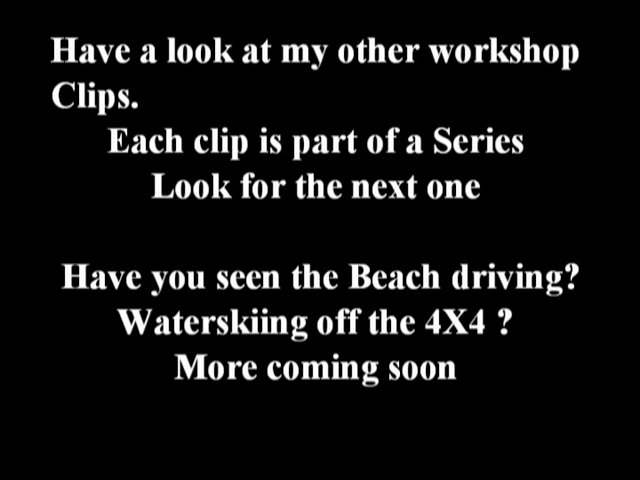 Have a look at my other workshop
Clips.
Each clip is part of a Series
Look for the next one
Have you seen the Beach driving?
Waterskiing off the 4X4 ?
More coming soon